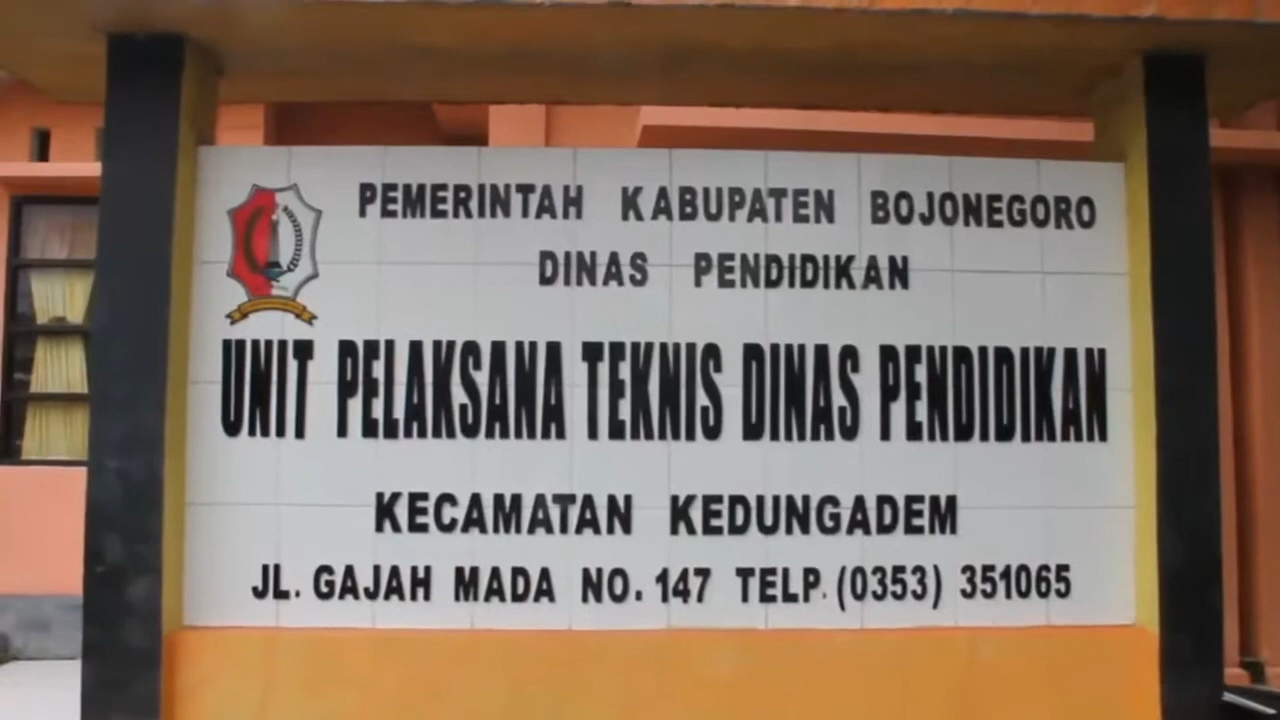 PEMERINTAH KABUPATEN BOJONEGORO
DINAS PENDIDIKAN
UNIT PELAKSANA TEKNIS DINAS PENDIDIKAN
KECAMATAN KEDUNGADEM
JL. GAJAH MADA NO. 147 TELP. (0353) 351065